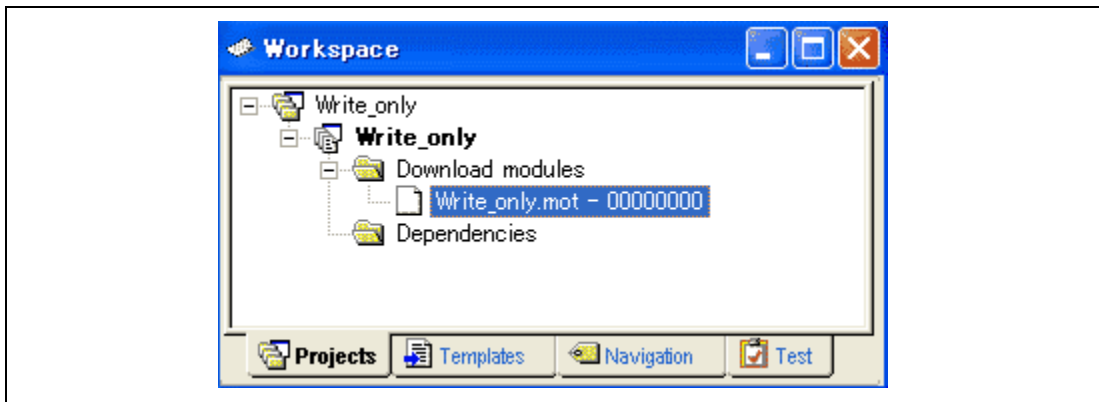 Workspace
Write_only
Write_only
Download modules
Write_only.mot - 00000000
Dependencies
Projects Templates Navigation Test